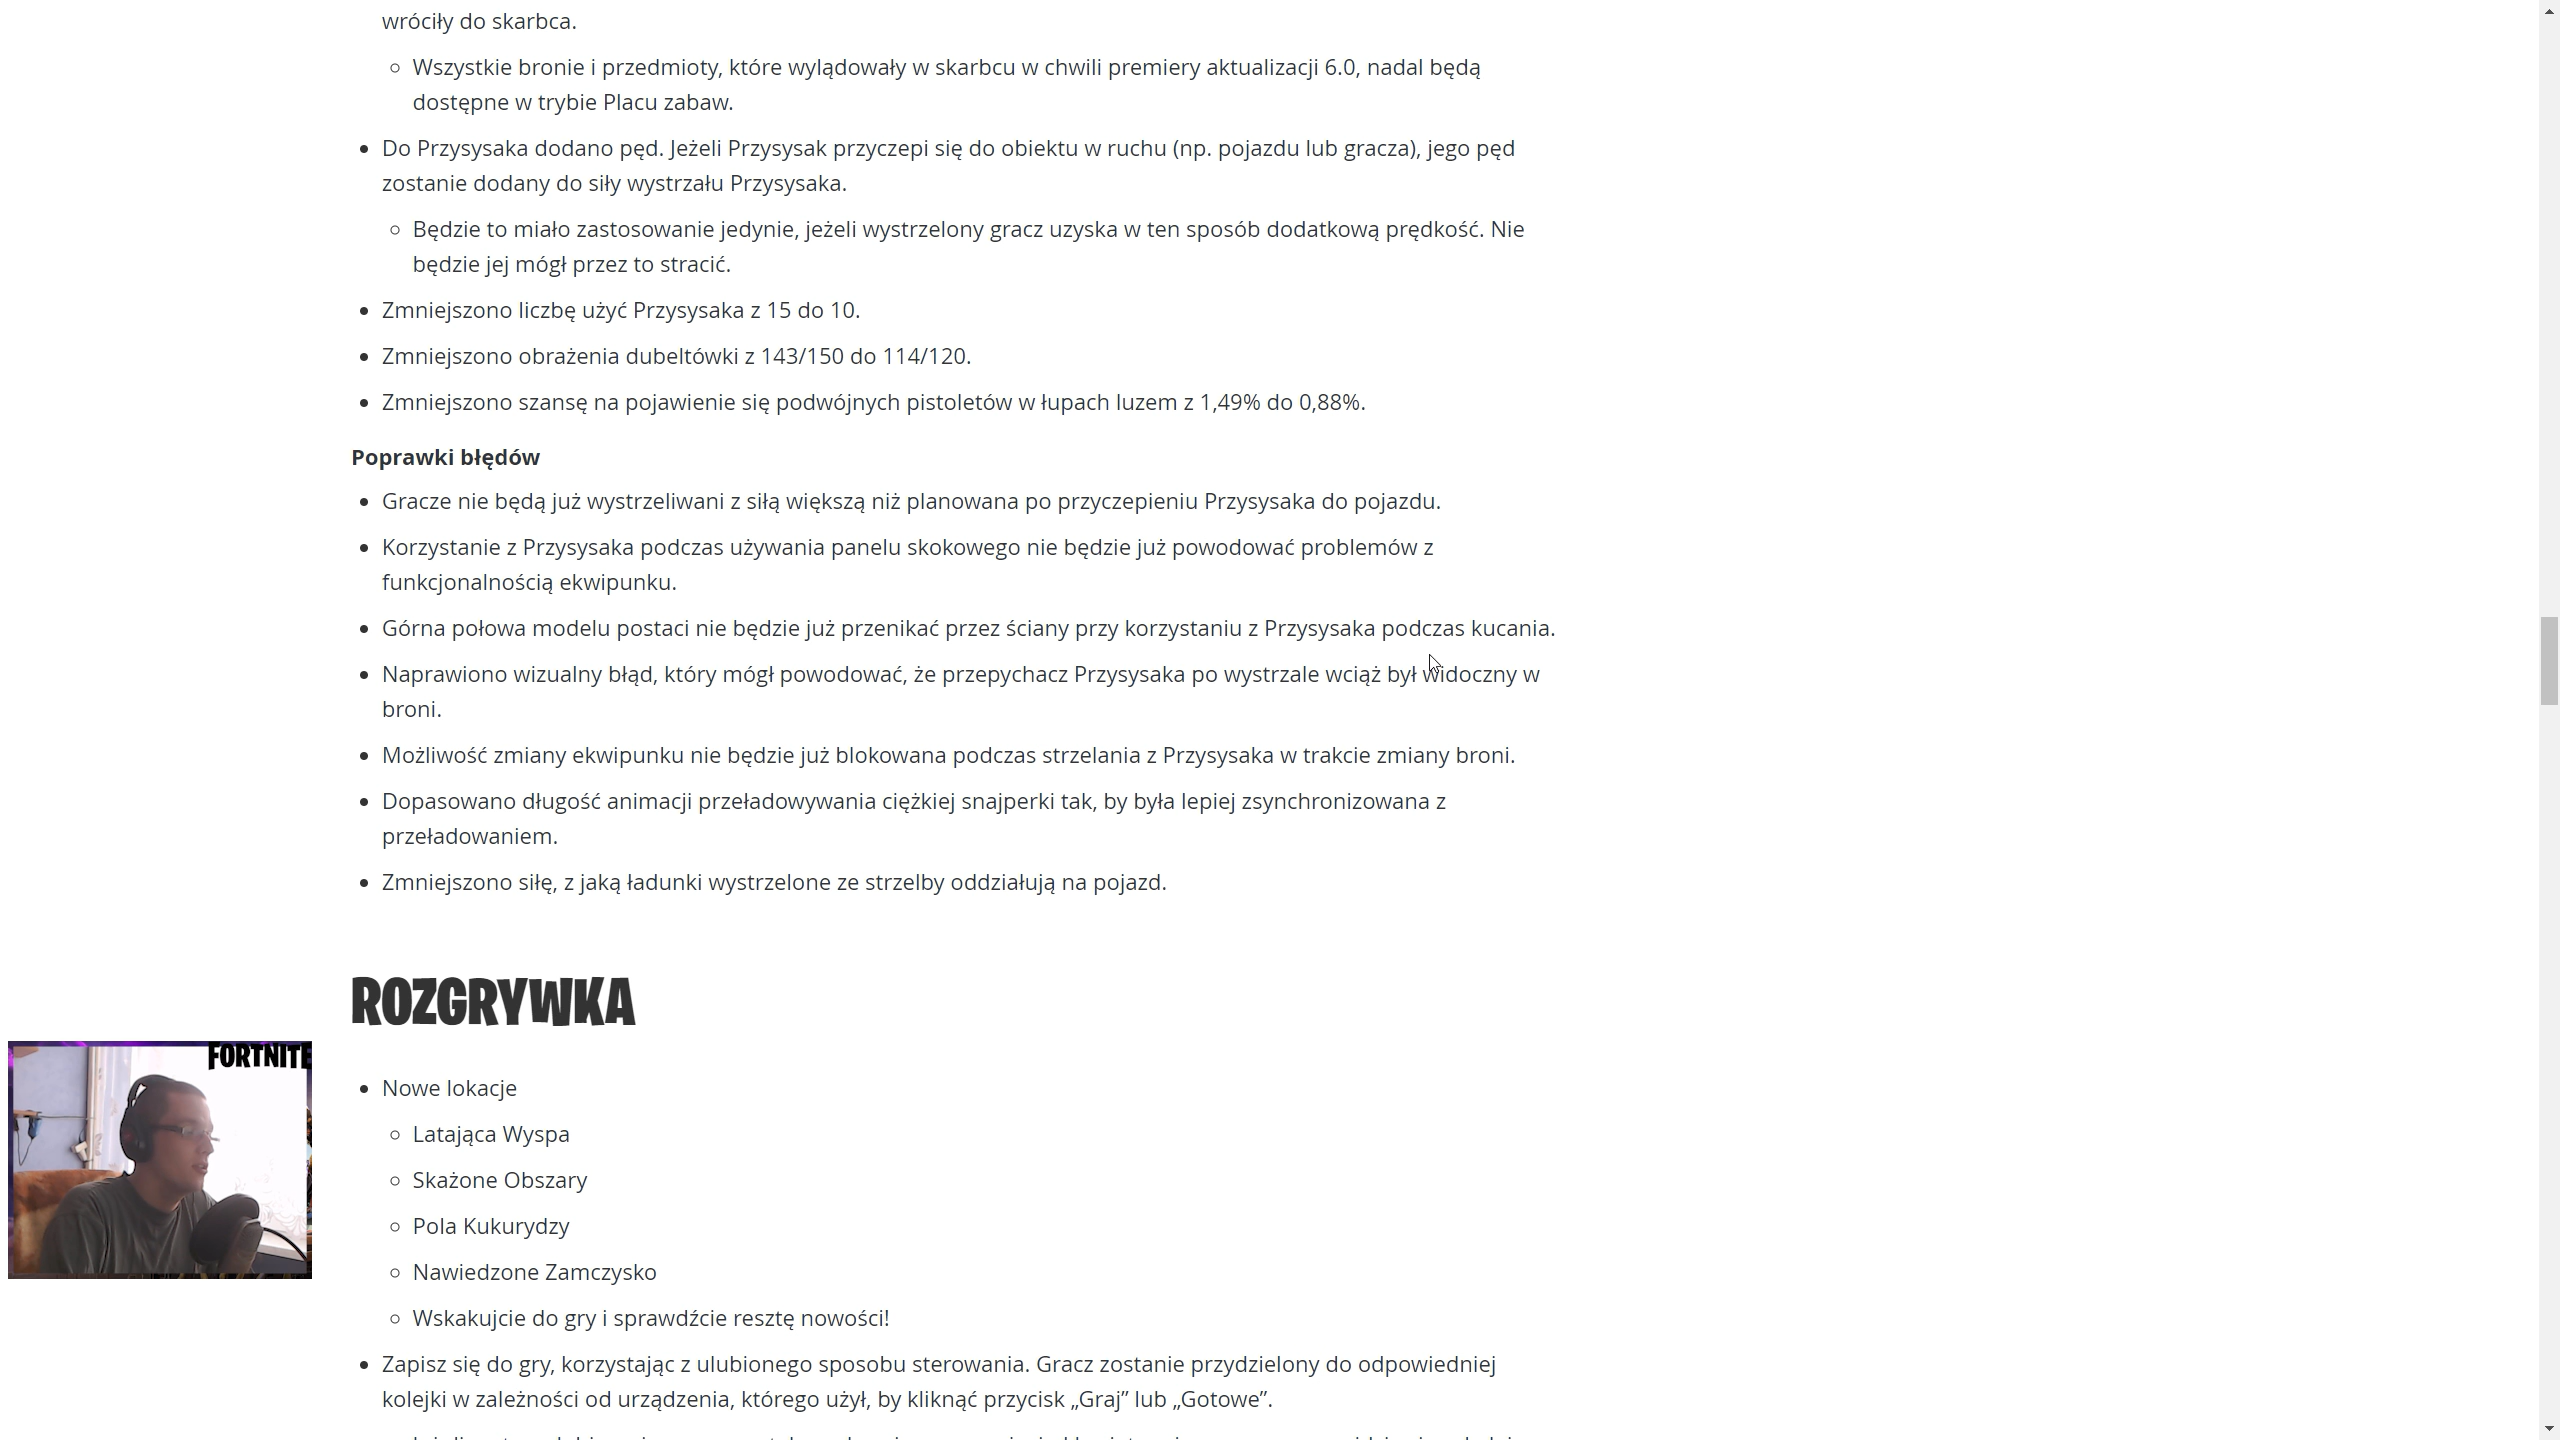 wróciły do skarbca.
Wszystkie bronie i przedmioty, które wylądowały w skarbcu w chwili premiery aktualizacji 6.0, nadal będą
dostępne w trybie Placu zabaw.
Do Przysysaka dodano pęd. Jeżeli Przysysak przyczepi się do obiektu w ruchu (np. pojazdu lub gracza), jego pęd
zostanie dodany do siły wystrzału Przysysaka.
Będzie to miało zastosowanie jedynie, jeżeli wystrzelony gracz uzyska w ten sposób dodatkową prędkość. Nie
będzie jej mógł przez to stracić.
Zmniejszono liczbę użyć Przysysaka z 15 do 10.
Zmniejszono obrażenia dubeltówki z 143/150 do 114/120.
Zmniejszono szansę na pojawienie się podwójnych pistoletów w łupach luzem z 1,49% do 0,88%.
Poprawki błędów
Gracze nie będą już wystrzeliwani z siłą większą niż planowana po przyczepieniu Przysysaka do pojazdu.
Korzystanie z Przysysaka podczas używania panelu skokowego nie będzie już powodować problemów z
funkcjonalnością ekwipunku.
Górna połowa modelu postaci nie będzie już przenikać przez ściany przy korzystaniu z Przysysaka podczas kucania.
Naprawiono wizualny błąd, który mógł powodować, że przepychacz Przysysaka po wystrzale wciąż był widoczny w
broni.
Możliwość zmiany ekwipunku nie będzie już blokowana podczas strzelania z Przysysaka w trakcie zmiany broni.
Dopasowano długość animacji przeładowywania ciężkiej snajperki tak, by była lepiej zsynchronizowana z
przeładowaniem.
Zmniejszono siłę, z jaką ładunki wystrzelone ze strzelby oddziałują na pojazd.
ROZGRYWKA
FORTNITE
Nowe lokacje
Latająca Wyspa
Skażone Obszary
Pola Kukurydzy
Nawiedzone Zamczysko
Wskakujcie do gry i sprawdźcie resztę nowości!
Zapisz się do gry, korzystając z ulubionego sposobu sterowania. Gracz zostanie przydzielony do odpowiedniej
kolejki w zależności od urządzenia, którego użył, by kliknąć przycisk „Graj” lub „Gotowe”.